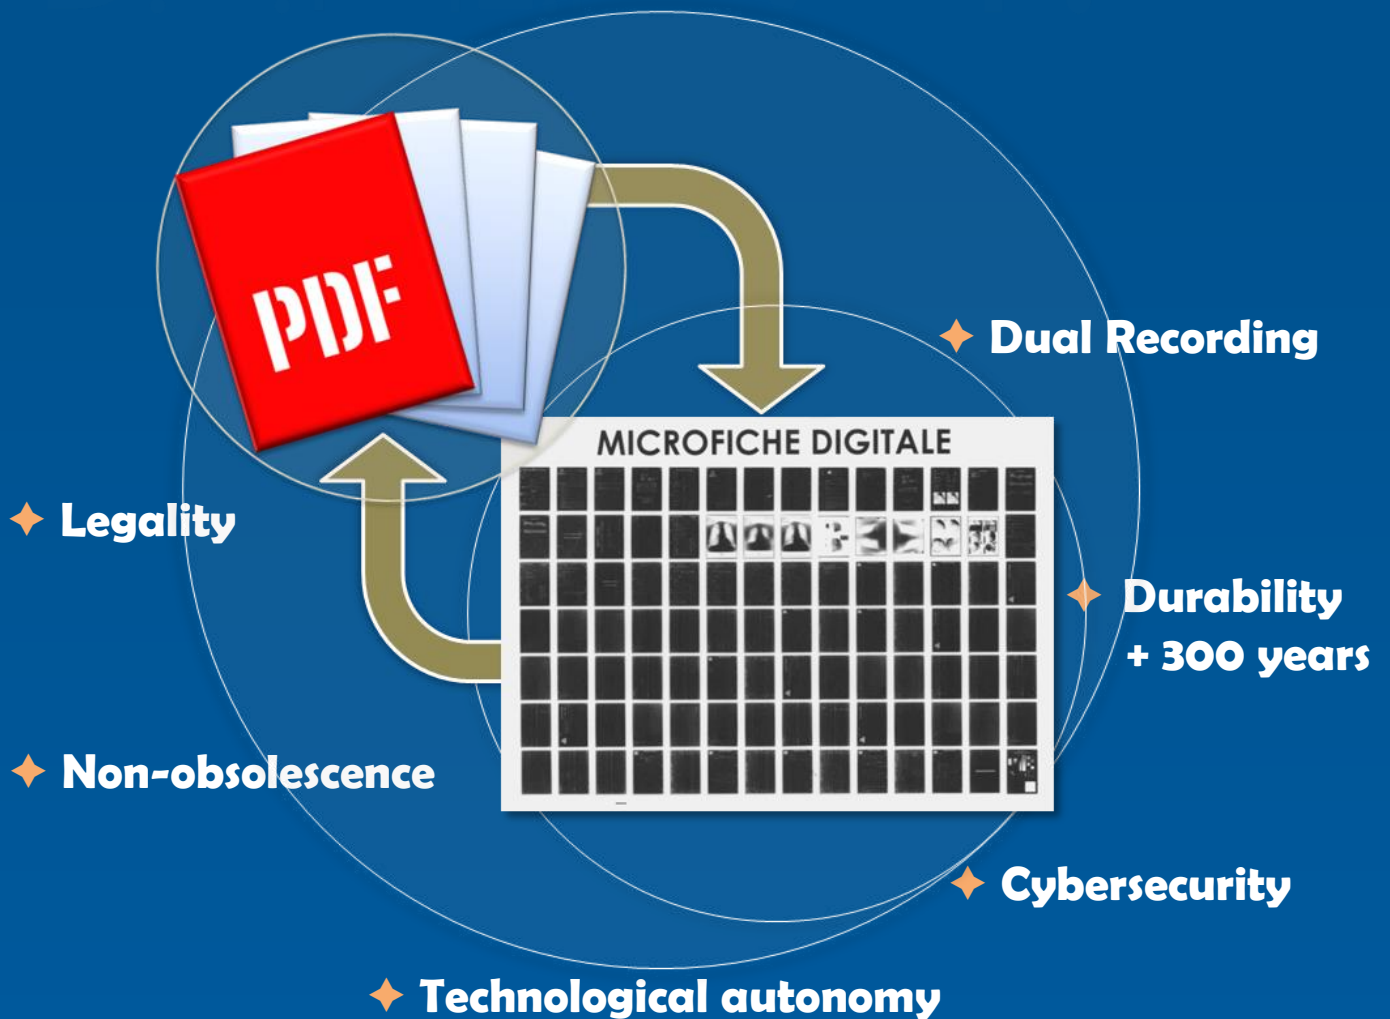 PDF
Dual Recording
MICROFICHE DIGITALE
Legality
Durability
+ 300 years
Non-obsolescence
Cybersecurity
Technological autonomy